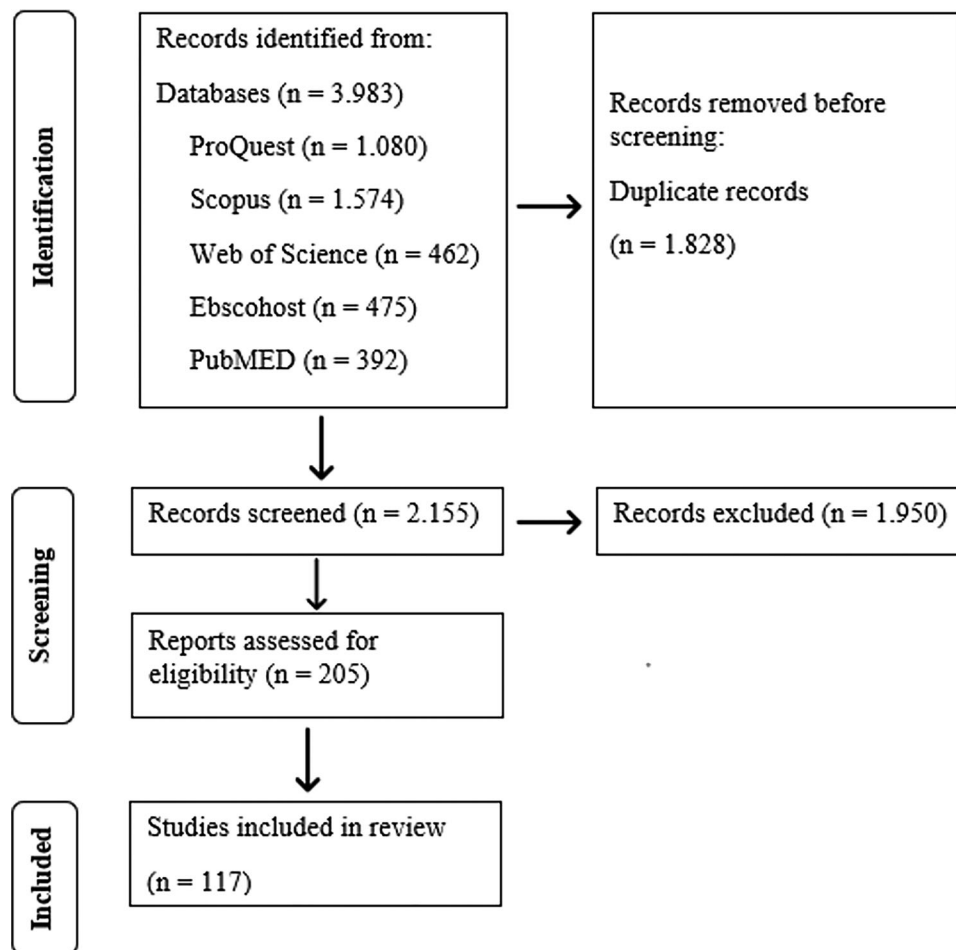 Identification
Records identified from:
Databases (n = 3.983)
ProQuest (n = 1.080)
Scopus (n = 1.574)
Web of Science (n = 462)
Ebscohost (n = 475)
PubMED (n = 392)
Records removed before
screening:
Duplicate records
(n = 1.828)
Screening
Records screened (n = 2.155)
Records excluded (n = 1.950)
Reports assessed for
eligibility (n = 205)
Included
Studies included in review
(n = 117)